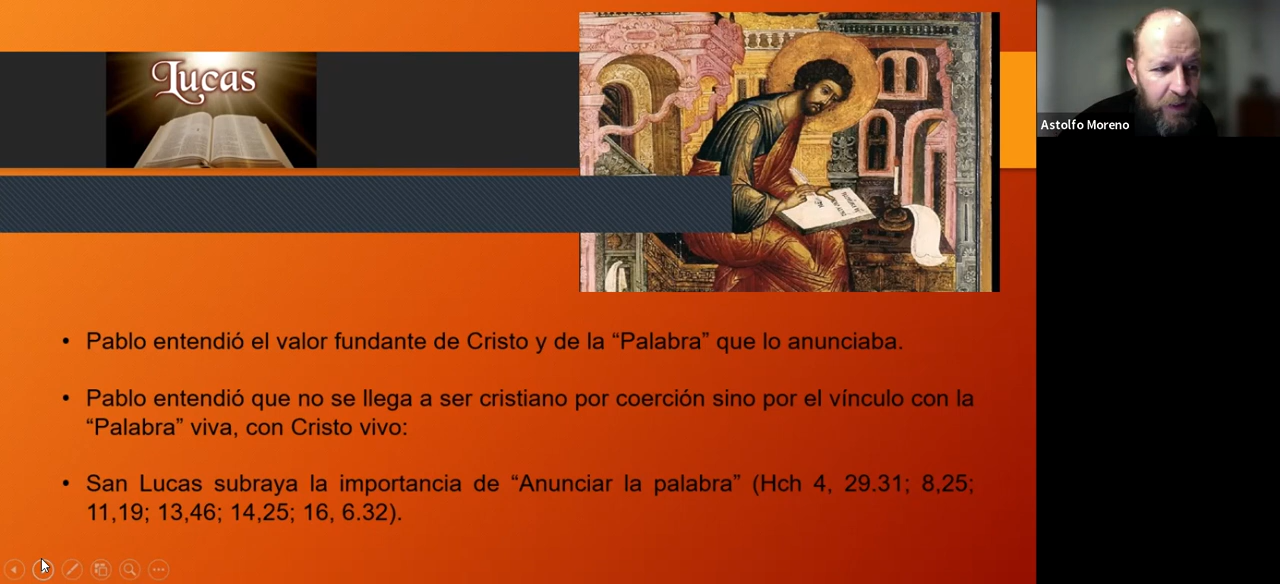 Lucas
Astolfo Moreno
• Pablo entendió el valor fundante de Cristo y de la “Palabra” que lo anunciaba.
• Pablo entendió que no se llega a ser cristiano por coerción sino por el vínculo con la
“Palabra” viva, con Cristo vivo:
• San Lucas subraya la importancia de “Anunciar la palabra” (Hch 4, 29.31; 8,25;
11,19; 13,46; 14,25; 16, 6.32).